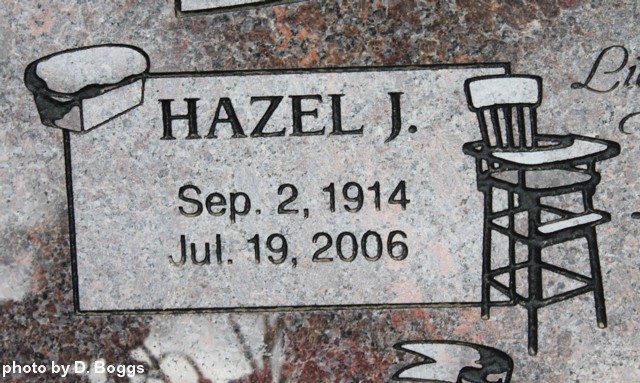 HAZEL J.
Sep. 2, 1914
Jul. 19, 2006
photo by D. Boggs